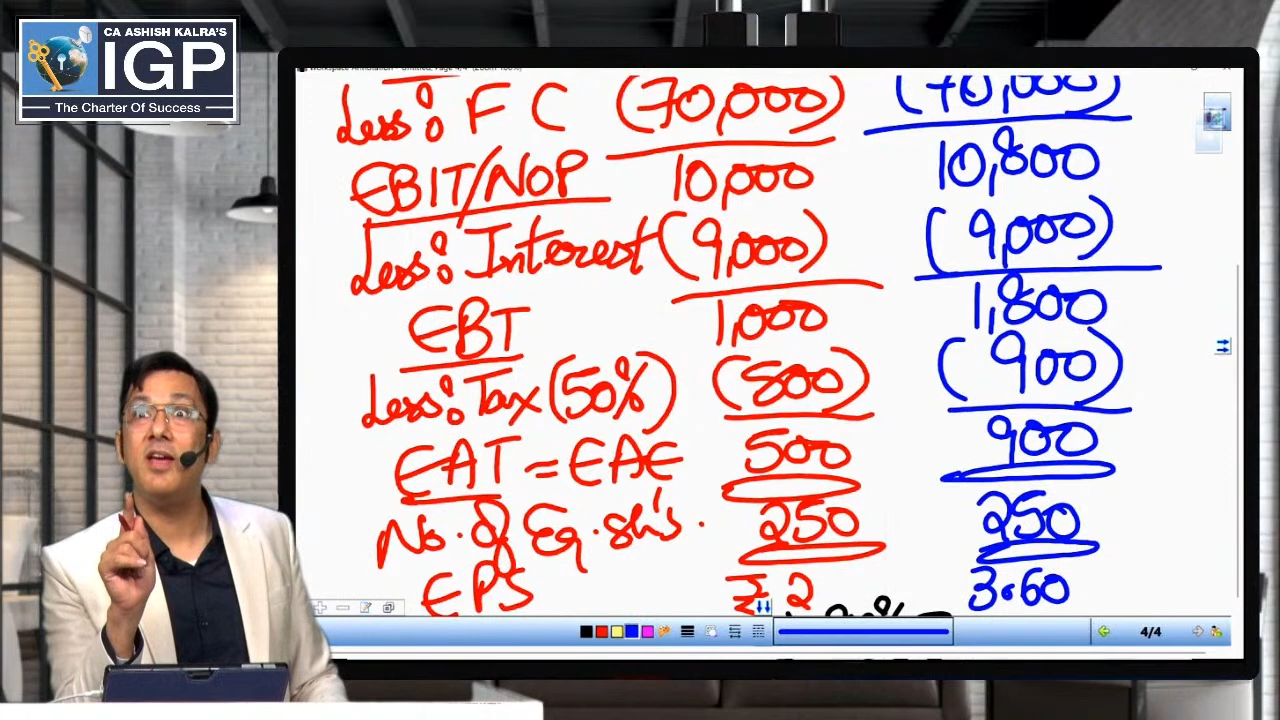 CA ASHISH KALRA'S
IGP
The Charter Of Success
Less: FC (70,000) (70,000)
EBIT/NOP 10,000 10,800
Less: Interest (9,000) (9,000)
EBT 1,000 1,800
Less: Tax (50%) (500) (900)
EAT = EAE 500 900
No. of Eq. sh's. 250 250
EPS ₹ 2 3.60
4/4